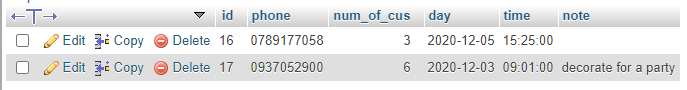 id phone num_of_cus day time note
Edit Copy Delete 16 0789177058 3 2020-12-05 15:25:00
Edit Copy Delete 17 0937052900 6 2020-12-03 09:01:00 decorate for a party